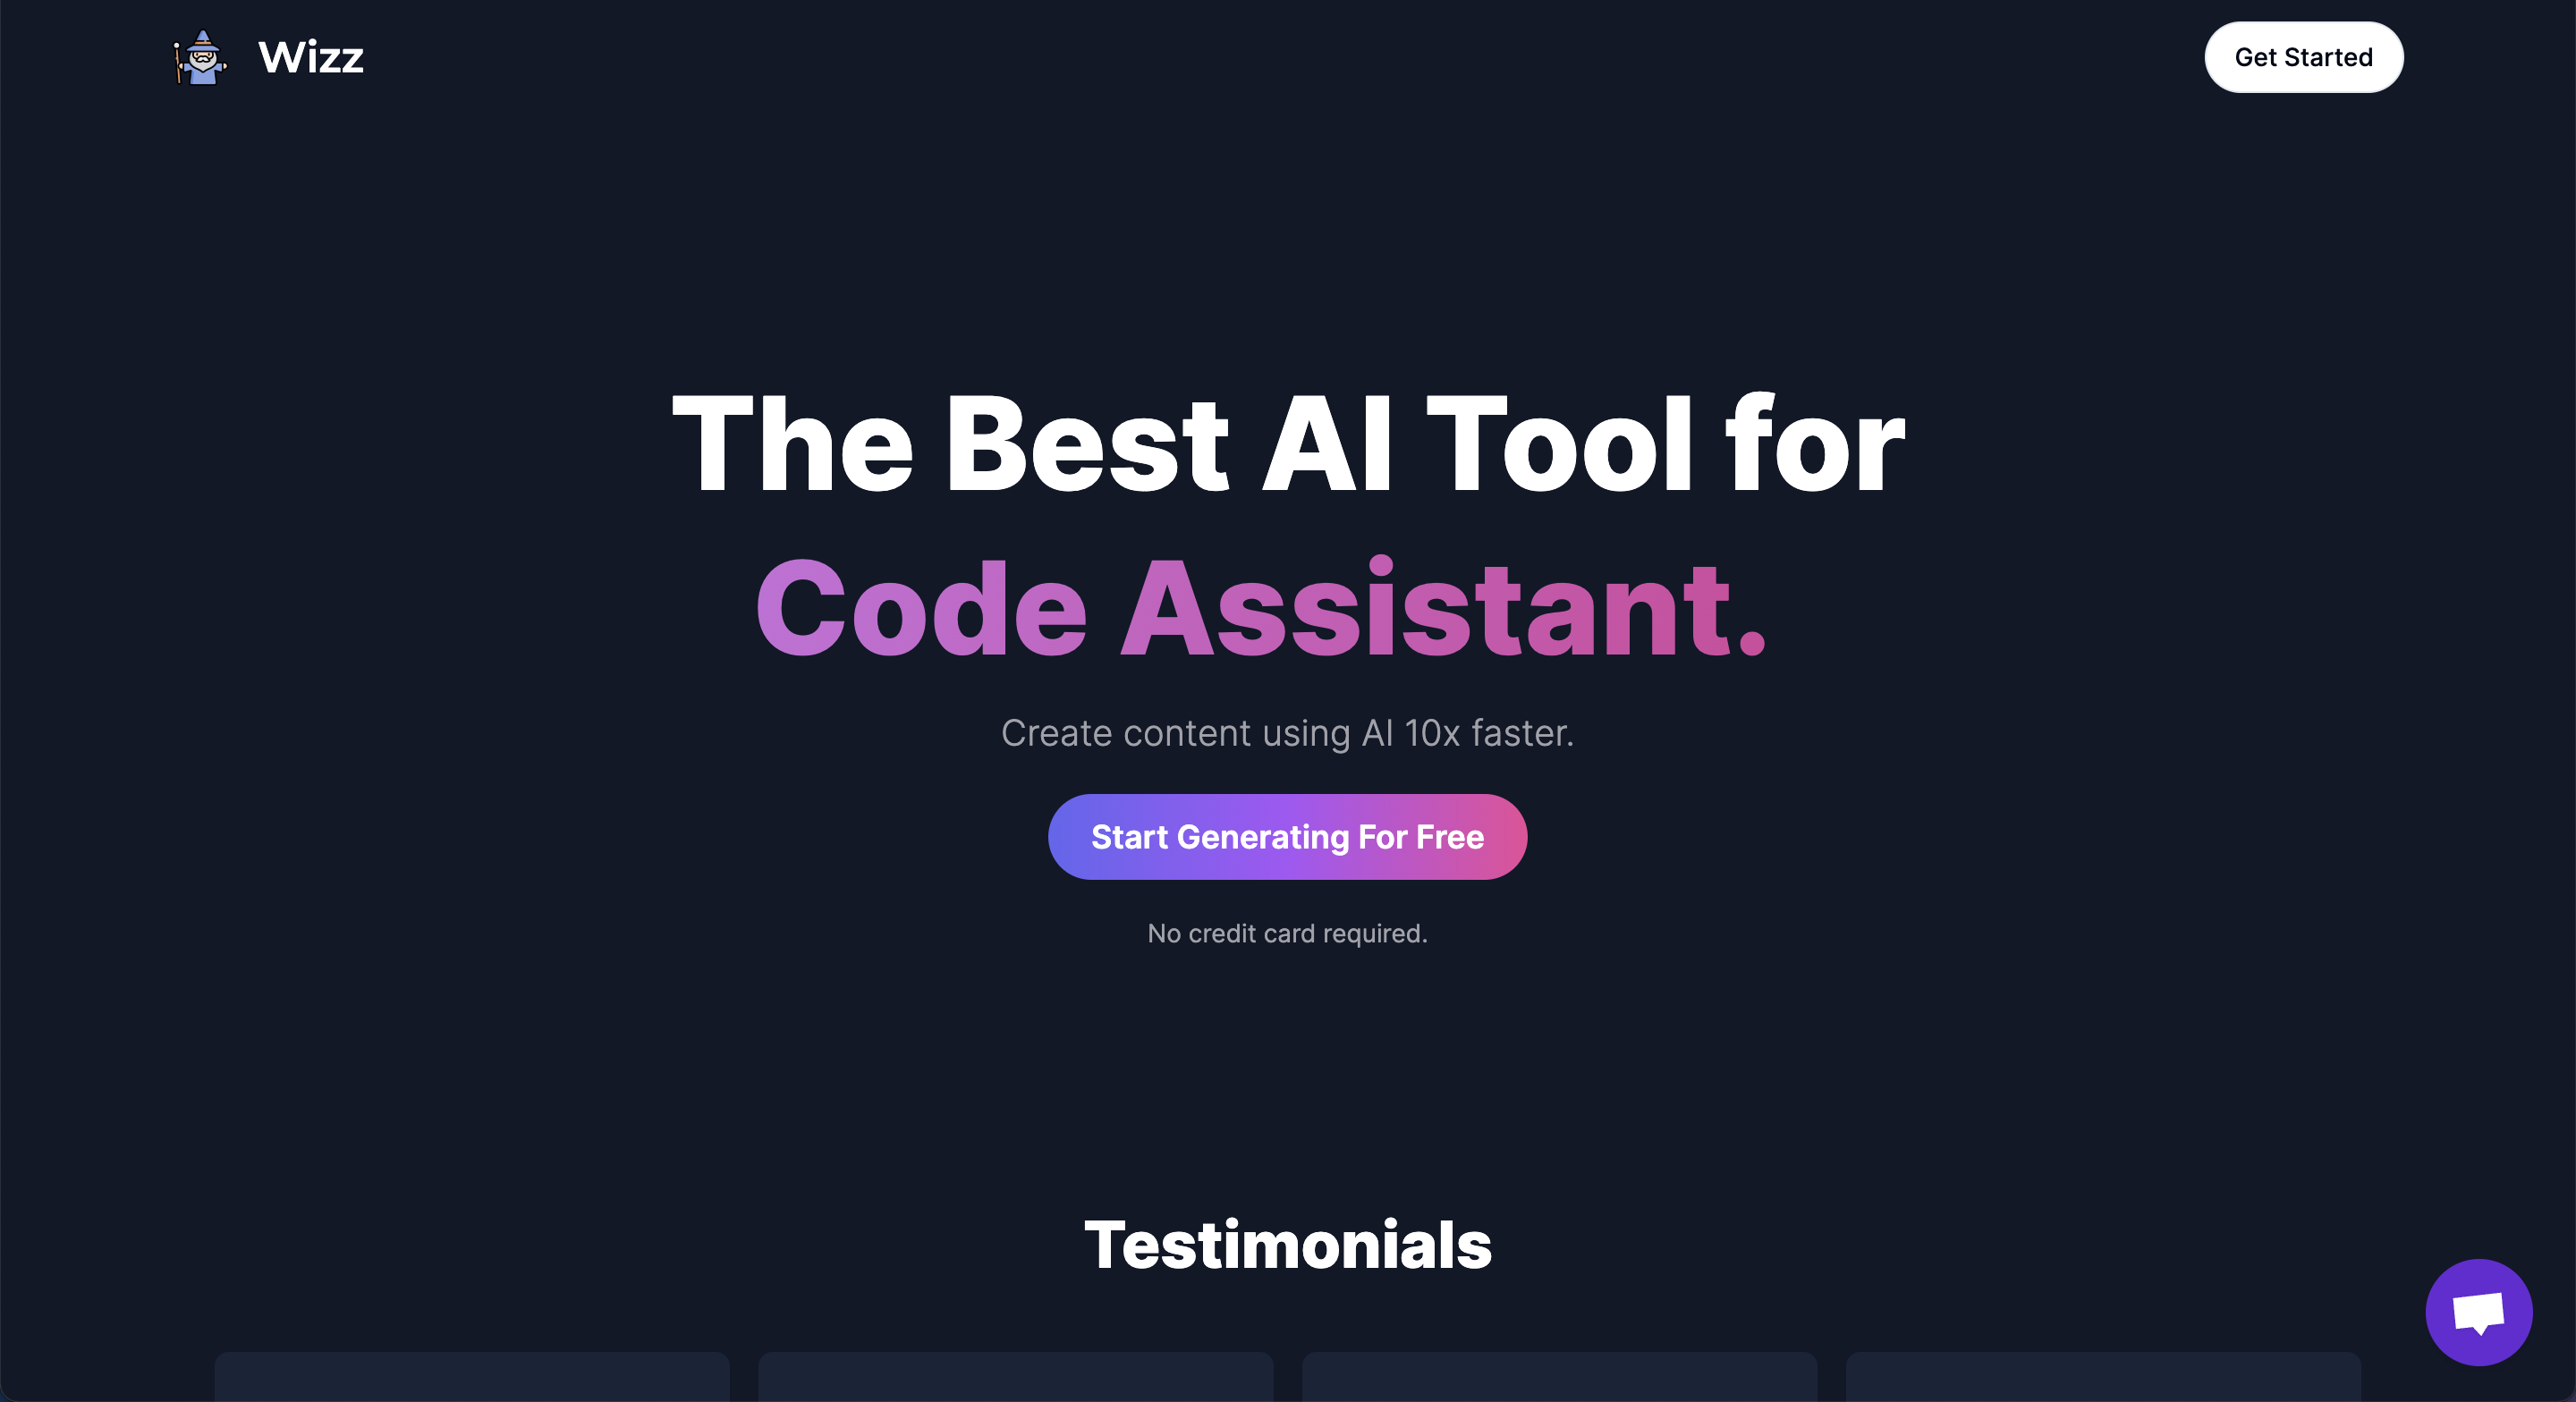 Wizz
Get Started
The Best AI Tool for
Code Assistant.
Create content using AI 10x faster.
Start Generating For Free
No credit card required.
Testimonials